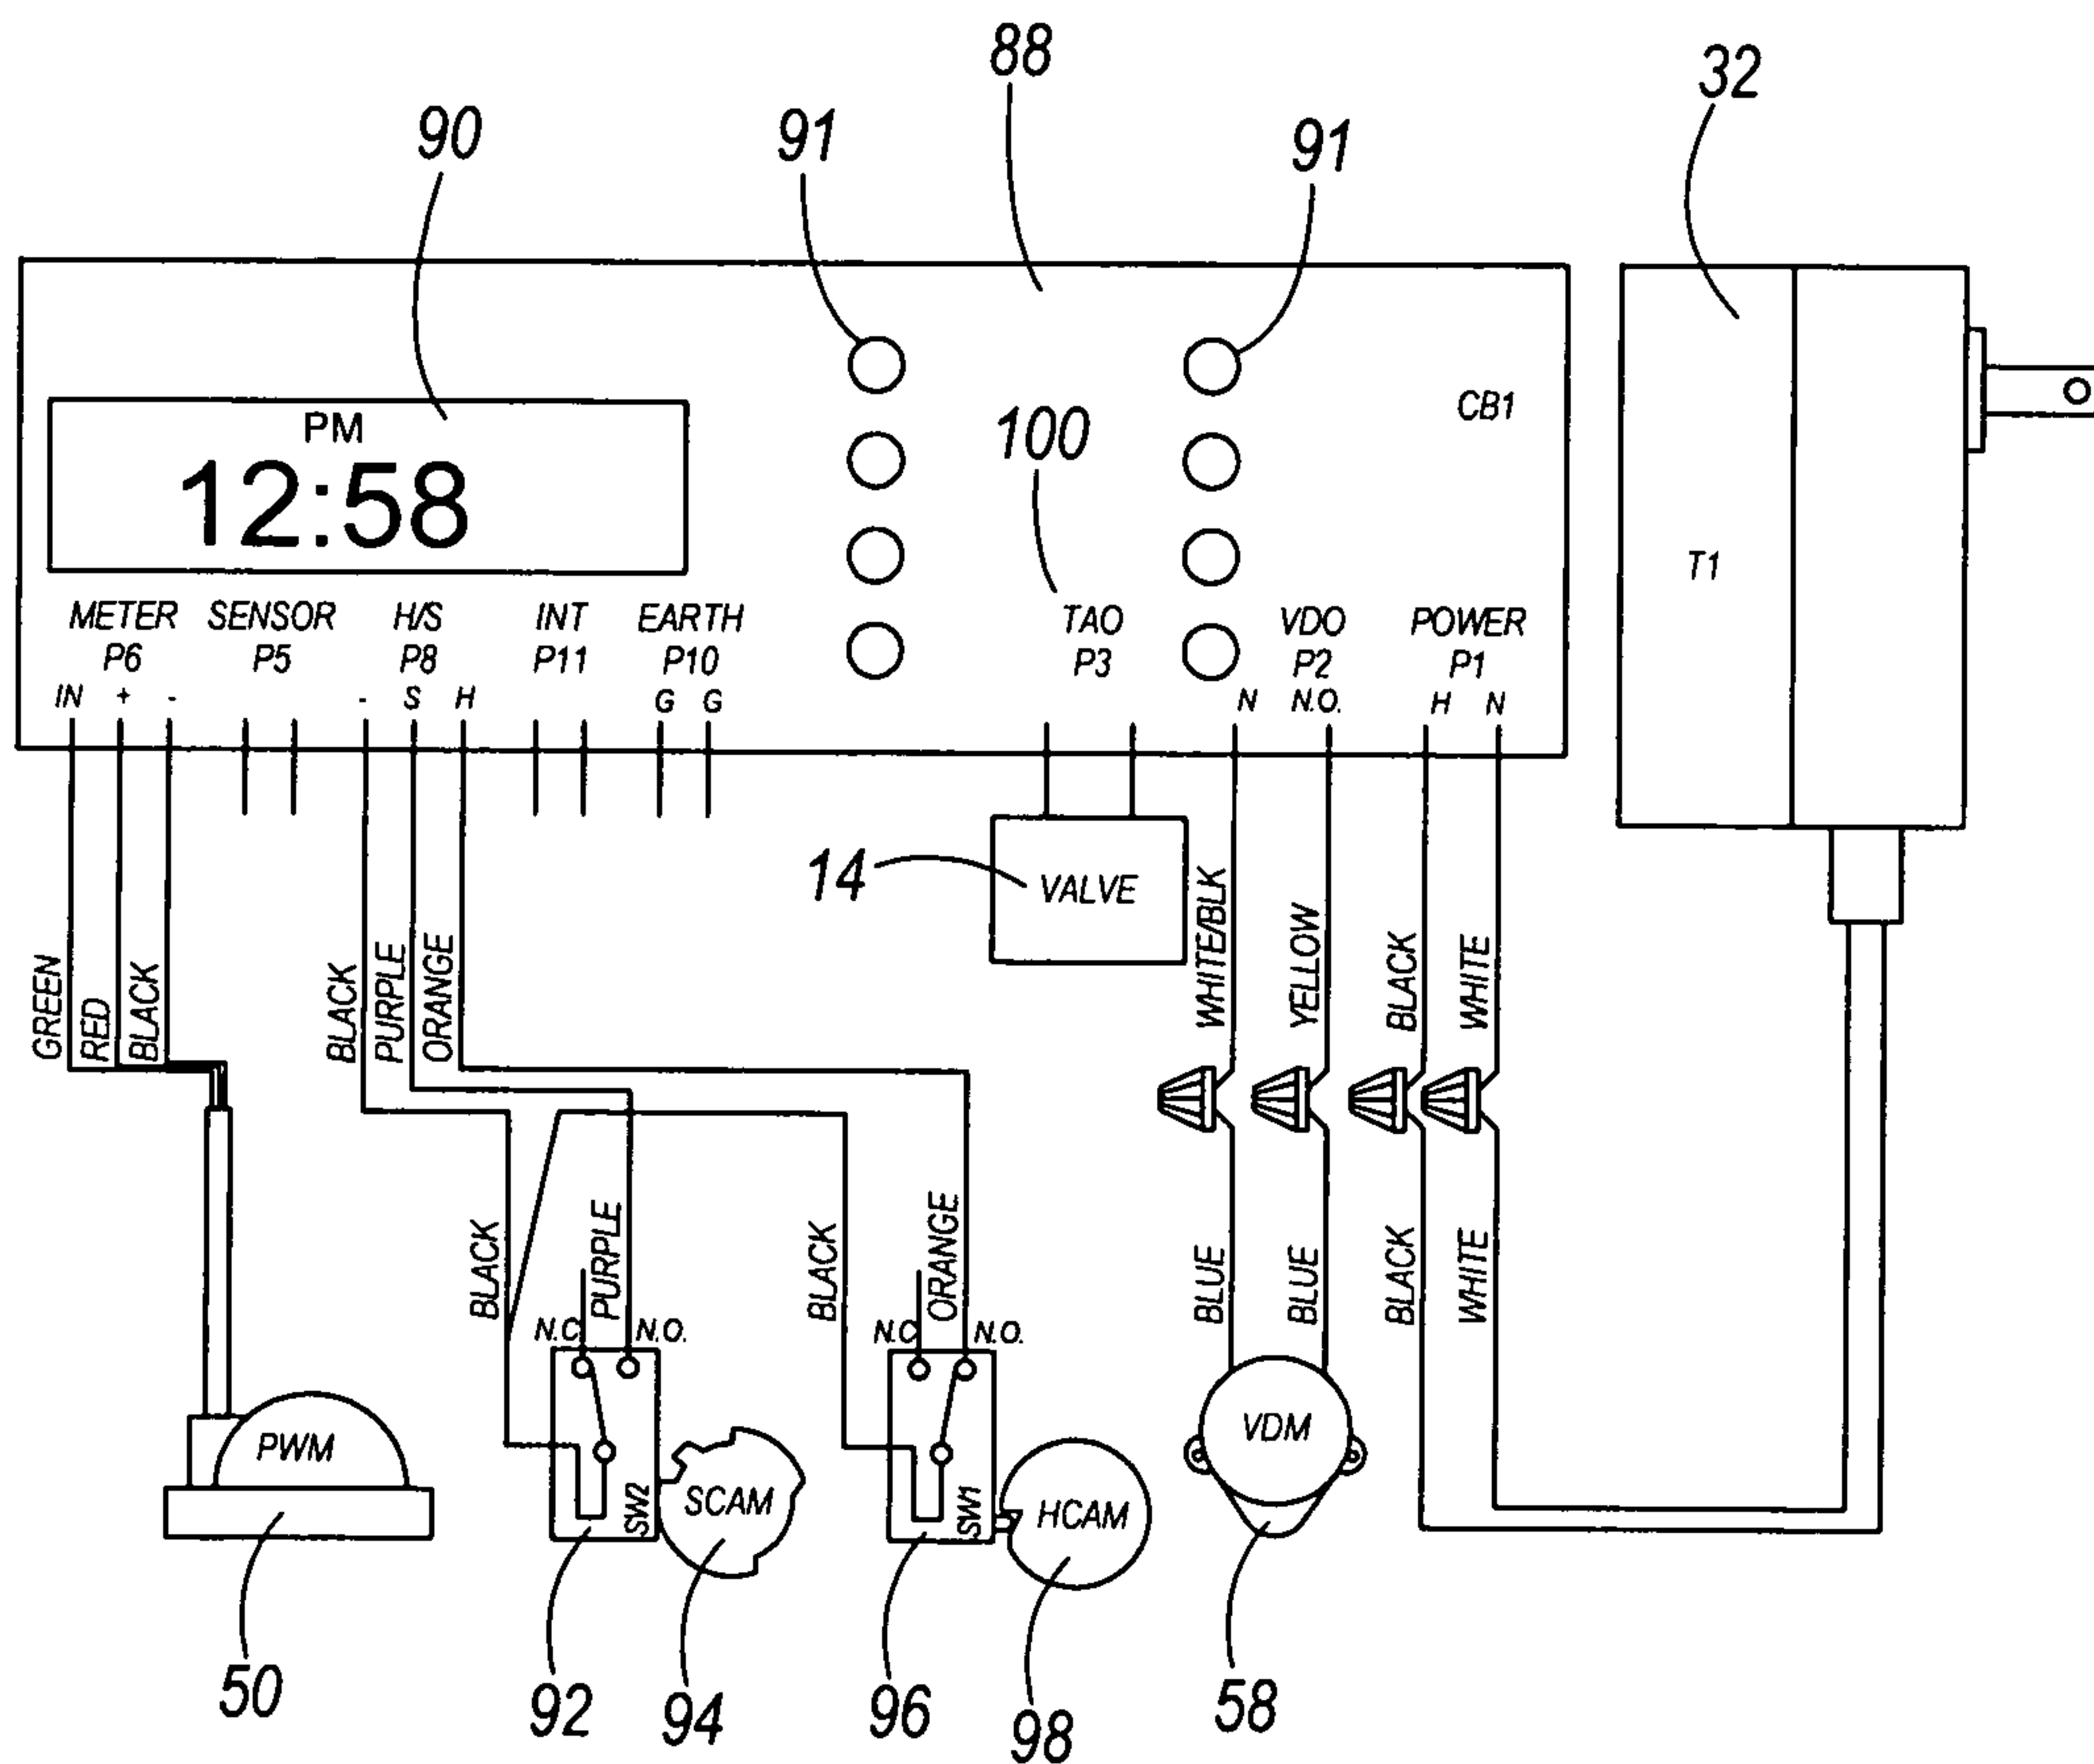 88
32
90
91
91
PM
12:58
100
CB1
T1
METER SENSOR H/S INT EARTH TAO VDO POWER
P6 P5 P8 P11 P10 P3 P2 P1
IN + - - S H G G N N.O. H N
14
VALVE
GREEN
RED
BLACK
BLACK
PURPLE
ORANGE
WHITE/BLK
YELLOW
BLACK
WHITE
BLACK
PURPLE
BLACK
ORANGE
BLUE
BLUE
BLACK
WHITE
N.C N.O. N.C N.O.
PWM
SW2
SCAM
SW1
HCAM
VDM
50
92
94
96
98
58